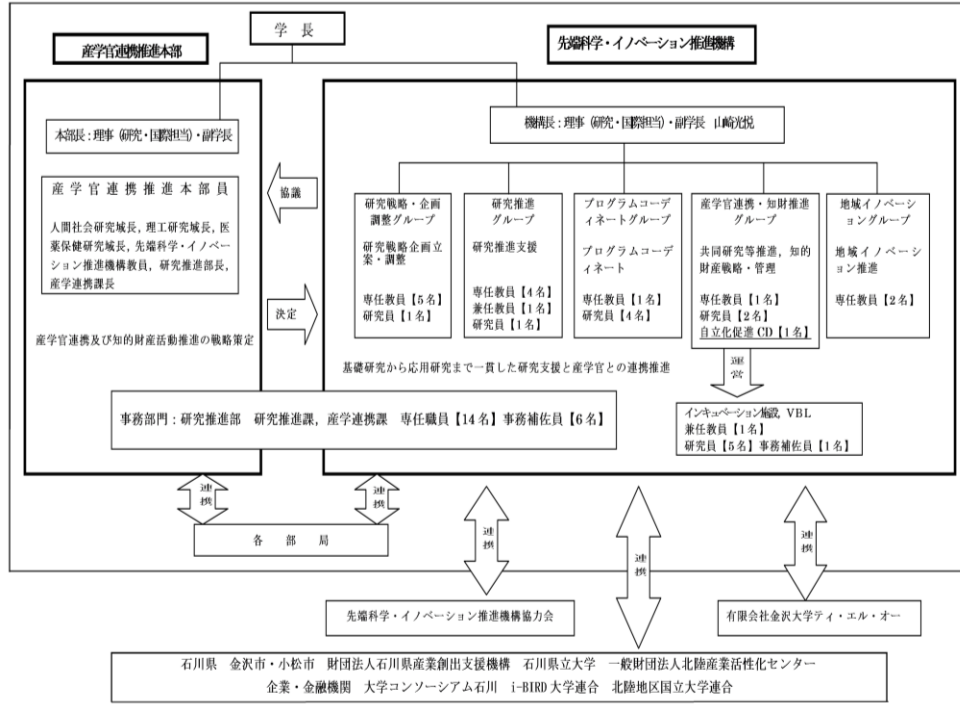 学 長
産学官連携推進本部
先端科学・イノベーション推進機構
本部長：理事（研究・国際担当）・副学長
産 学 官 連 携 推 進 本 部 員
人間社会研究域長，理工研究域長，医
薬保健研究域長，先端科学・イノベー
ション推進機構教員，研究推進部長，
産学連携課長
産学官連携及び知的財産活動推進の戦略策定
協議
決定
機構長：理事（研究・国際担当）・副学長 山崎光悦
研究戦略・企画
調整グループ
研究戦略企画立
案・調整
専任教員【５名】
研究員【１名】
研究推進
グループ
研究推進支援
専任教員【４名】
兼任教員【１名】
研究員【１名】
プログラムコーデ
ィネートグループ
プログラムコーデ
ィネート
専任教員【１名】
研究員【４名】
産学官連携・知財推進
グループ
共同研究等推進，知的
財産戦略・管理
専任教員【１名】
研究員【２名】
自立化促進 CD【１名】
地域イノベーシ
ョングループ
地域イノベーシ
ョン推進
専任教員【２名】
基礎研究から応用研究まで一貫した研究支援と産学官との連携推進
運営
インキュベーション施設，ＶＢＬ
兼任教員【１名】
研究員【５名】事務補佐員【１名】
事務部門：研究推進部 研究推進課，産学連携課 専任職員【14 名】事務補佐員【６名】
連携
連携
各 部 局
連携
連携
連携
先端科学・イノベーション推進機構協力会
有限会社金沢大学ティ・エル・オー
石川県 金沢市・小松市 財団法人石川県産業創出支援機構 石川県立大学 一般財団法人北陸産業活性化センター
企業・金融機関 大学コンソーシアム石川 i-BIRD 大学連合 北陸地区国立大学連合